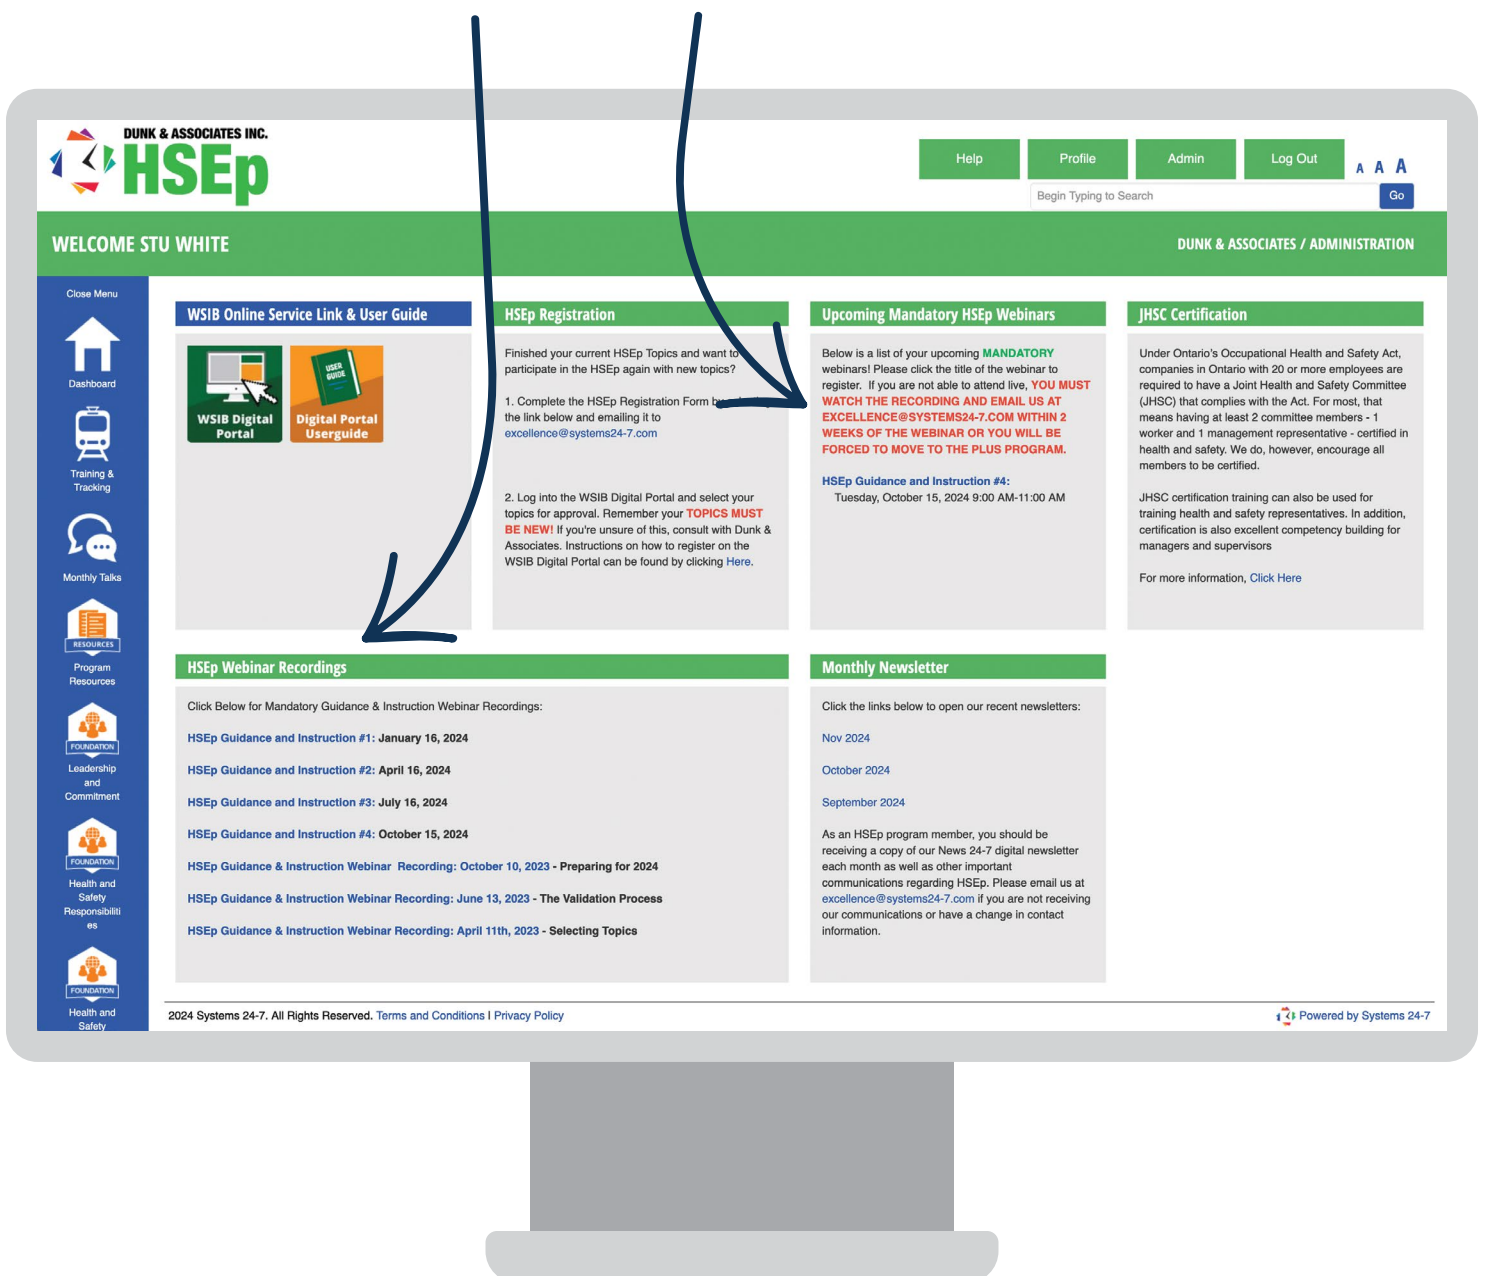 DUNK & ASSOCIATES INC.
HSEp
Help
Profile
Admin
Log Out
A A A
Begin Typing to Search
Go
WELCOME STU WHITE
DUNK & ASSOCIATES / ADMINISTRATION
Close Menu
Dashboard
Training &
Tracking
Monthly Talks
RESOURCES
Program
Resources
FOUNDATION
Leadership
and
Commitment
FOUNDATION
Health and
Safety
Responsibiliti
es
FOUNDATION
Health and
Safety
WSIB Online Service Link & User Guide
WSIB Digital
Portal
USER
GUIDE
Digital Portal
Userguide
HSEp Registration
Finished your current HSEp Topics and want to
participate in the HSEp again with new topics?
1. Complete the HSEp Registration Form by
the link below and emailing it to
excellence@systems24-7.com
2. Log into the WSIB Digital Portal and select your
topics for approval. Remember your TOPICS MUST
BE NEW! If you're unsure of this, consult with Dunk &
Associates. Instructions on how to register on the
WSIB Digital Portal can be found by clicking Here.
Upcoming Mandatory HSEp Webinars
Below is a list of your upcoming MANDATORY
webinars! Please click the title of the webinar to
register. If you are not able to attend live, YOU MUST
WATCH THE RECORDING AND EMAIL US AT
EXCELLENCE@SYSTEMS24-7.COM WITHIN 2
WEEKS OF THE WEBINAR OR YOU WILL BE
FORCED TO MOVE TO THE PLUS PROGRAM.
HSEp Guidance and Instruction #4:
Tuesday, October 15, 2024 9:00 AM-11:00 AM
JHSC Certification
Under Ontario's Occupational Health and Safety Act,
companies in Ontario with 20 or more employees are
required to have a Joint Health and Safety Committee
(JHSC) that complies with the Act. For most, that
means having at least 2 committee members - 1
worker and 1 management representative - certified in
health and safety. We do, however, encourage all
members to be certified.
JHSC certification training can also be used for
training health and safety representatives. In addition,
certification is also excellent competency building for
managers and supervisors
For more information, Click Here
HSEp Webinar Recordings
Click Below for Mandatory Guidance & Instruction Webinar Recordings:
HSEp Guidance and Instruction #1: January 16, 2024
HSEp Guidance and Instruction #2: April 16, 2024
HSEp Guidance and Instruction #3: July 16, 2024
HSEp Guidance and Instruction #4: October 15, 2024
HSEp Guidance & Instruction Webinar Recording: October 10, 2023 - Preparing for 2024
HSEp Guidance & Instruction Webinar Recording: June 13, 2023 - The Validation Process
HSEp Guidance & Instruction Webinar Recording: April 11th, 2023 - Selecting Topics
Monthly Newsletter
Click the links below to open our recent newsletters:
Nov 2024
October 2024
September 2024
As an HSEp program member, you should be
receiving a copy of our News 24-7 digital newsletter
each month as well as other important
communications regarding HSEp. Please email us at
excellence@systems24-7.com if you are not receiving
our communications or have a change in contact
information.
2024 Systems 24-7. All Rights Reserved. Terms and Conditions I Privacy Policy
Powered by Systems 24-7